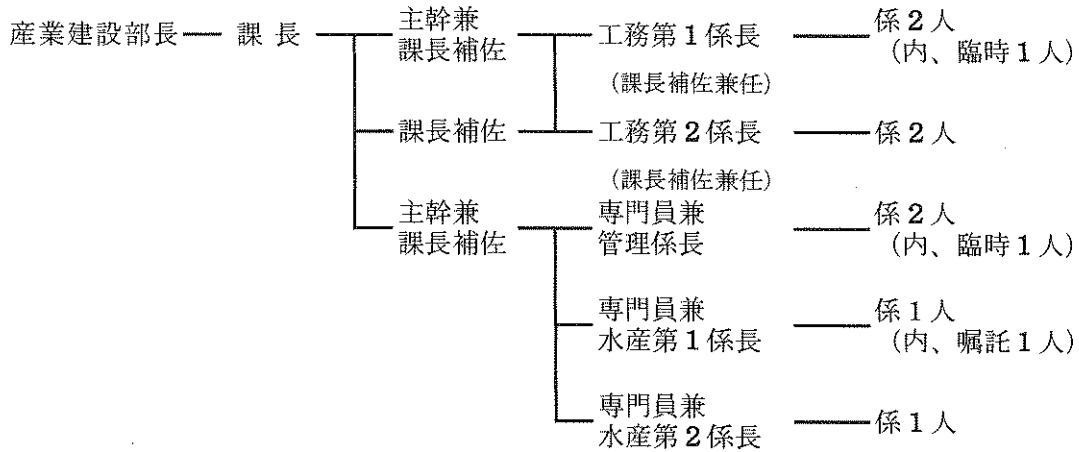 産業建設部長 課長 主幹兼 工務第1係長 係2人
課長補佐 (内、臨時1人)
(課長補佐兼任)
課長補佐 工務第2係長 係2人
(課長補佐兼任)
主幹兼 専門員兼 係2人
課長補佐 管理係長 (内、臨時1人)
専門員兼 係1人
水産第1係長 (内、嘱託1人)
専門員兼
水産第2係長 係1人